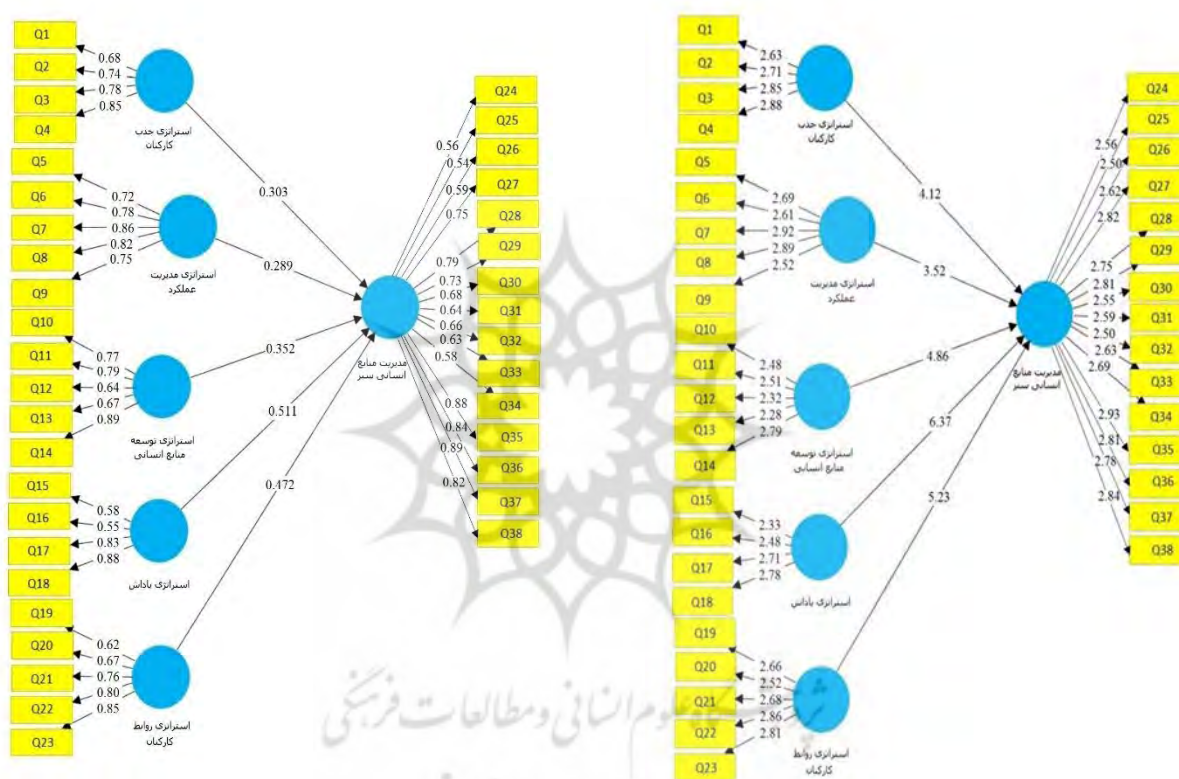 Q1
Q2
Q3
Q4
0.68
0.74
0.78
0.85
استراتژی جذب
کارکنان
Q5
Q6
Q7
Q8
Q9
0.72
0.78
0.86
0.82
0.75
استراتژی مدیریت
عملکرد
Q10
Q11
Q12
Q13
Q14
0.77
0.79
0.64
0.67
0.89
استراتژی توسعه
منابع انسانی
Q15
Q16
Q17
Q18
0.58
0.55
0.83
0.88
استراتژی پاداش
Q19
Q20
Q21
Q22
Q23
0.62
0.67
0.76
0.80
0.85
استراتژی روابط
کارکنان
0.303
0.289
0.352
0.511
0.472
مدیریت منابع
انسانی سبز
0.56
0.54
0.59
0.75
0.79
0.73
0.68
0.64
0.66
0.63
0.58
0.88
0.84
0.89
0.82
Q24
Q25
Q26
Q27
Q28
Q29
Q30
Q31
Q32
Q33
Q34
Q35
Q36
Q37
Q38
Q1
Q2
Q3
Q4
2.63
2.71
2.85
2.88
استراتژی جذب
کارکنان
Q5
Q6
Q7
Q8
Q9
2.69
2.61
2.92
2.89
2.52
استراتژی مدیریت
عملکرد
Q10
Q11
Q12
Q13
Q14
2.48
2.51
2.32
2.28
2.79
استراتژی توسعه
منابع انسانی
Q15
Q16
Q17
Q18
2.33
2.48
2.71
2.78
استراتژی پاداش
Q19
Q20
Q21
Q22
Q23
2.66
2.52
2.68
2.86
2.81
استراتژی روابط
کارکنان
4.12
3.52
4.86
6.37
5.23
مدیریت منابع
انسانی سبز
2.56
2.50
2.62
2.82
2.75
2.81
2.55
2.59
2.50
2.63
2.69
2.93
2.81
2.78
2.84
Q24
Q25
Q26
Q27
Q28
Q29
Q30
Q31
Q32
Q33
Q34
Q35
Q36
Q37
Q38
علوم انسانی و مطالعات فرهنگی